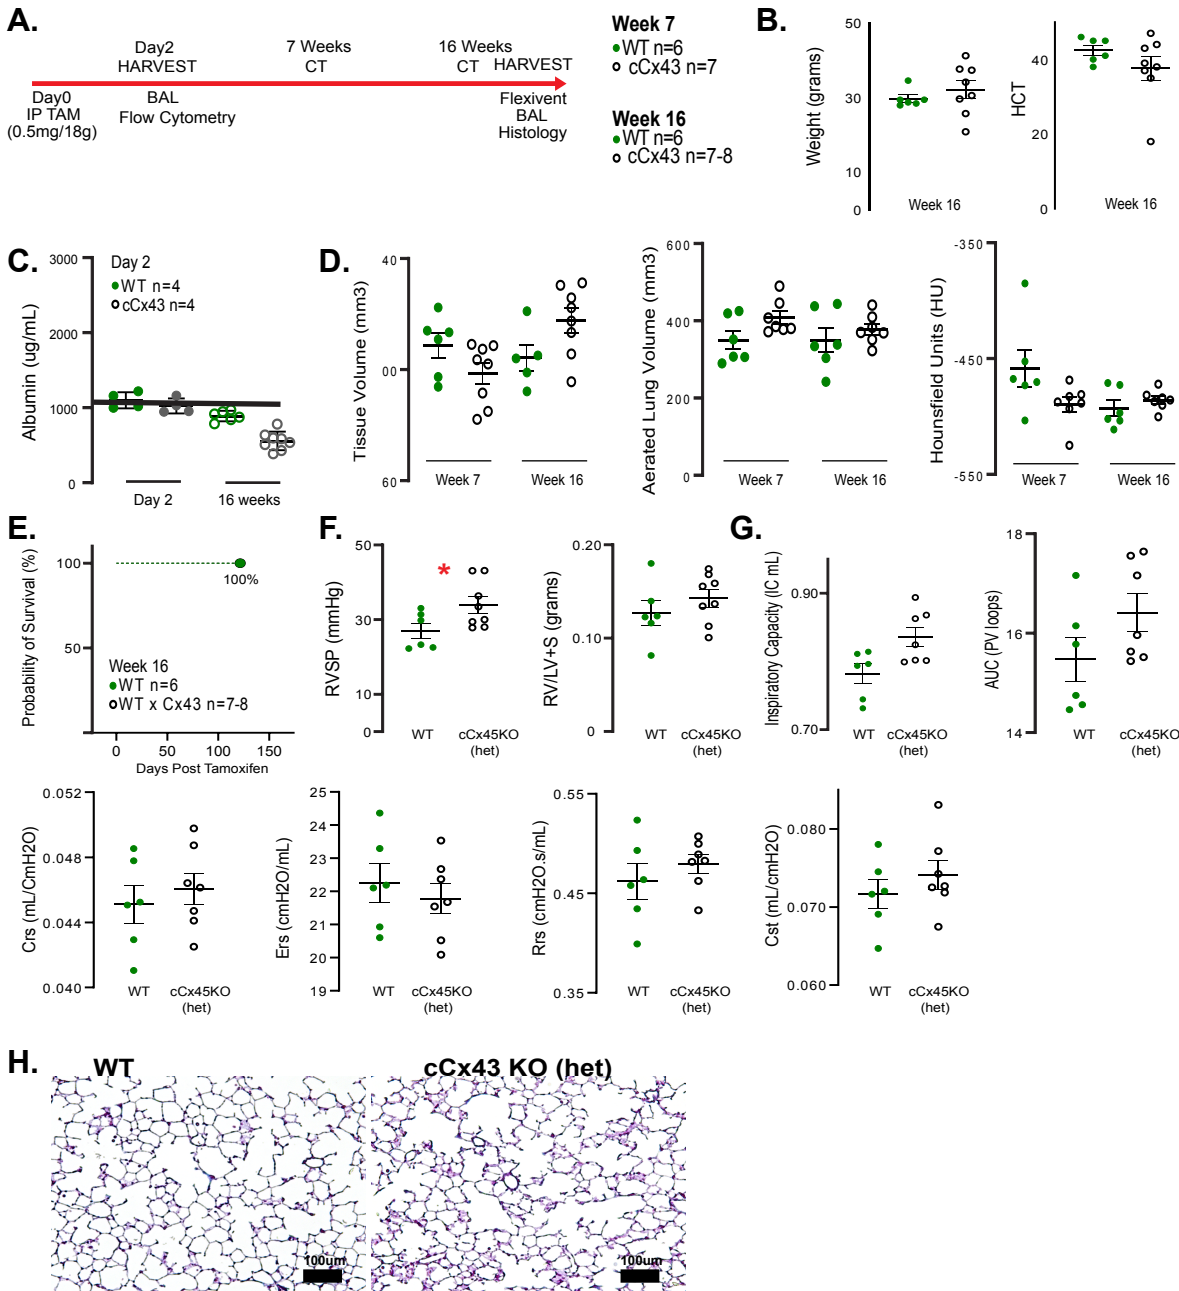 A.
Day2
HARVEST
7 Weeks
CT
16 Weeks
CT
HARVEST
Day0
IP TAM
(0.5mg/18g)
BAL
Flow Cytometry
Flexivent
BAL
Histology
Week 7
WT n=6
cCx43 n=7
Week 16
WT n=6
cCx43 n=7-8
B.
Weight (grams)
50
30
10
0
Week 16
HCT
40
20
0
Week 16
C.
Albumin (ug/mL)
3000
2000
1000
0
Day 2
WT n=4
cCx43 n=4
Day 2
16 weeks
D.
Tissue Volume (mm3)
40
00
60
Week 7
Week 16
Aerated Lung Volume (mm3)
600
400
200
0
Week 7
Week 16
Hounsfield Units (HU)
-350
-450
-550
Week 7
Week 16
E.
Probability of Survival (%)
100
50
100%
Week 16
WT n=6
WT x Cx43 n=7-8
0
50
100
150
Days Post Tamoxifen
F.
RVSP (mmHg)
50
30
10
0
*
WT
cCx45KO
(het)
RV/LV+S (grams)
0.20
0.10
0
WT
cCx45KO
(het)
G.
Inspiratory Capacity (IC mL)
0.90
0.70
WT
cCx45KO
(het)
AUC (PV loops)
18
16
14
WT
cCx45KO
(het)
Crs (mL/CmH2O)
0.052
0.048
0.044
0.040
WT
cCx45KO
(het)
Ers (cmH2O/mL)
25
24
23
22
21
20
19
WT
cCx45KO
(het)
Rrs (cmH2O.s/mL)
0.55
0.45
0.35
WT
cCx45KO
(het)
Cst (mL/cmH2O)
0.080
0.070
0.060
WT
cCx45KO
(het)
H.
WT
cCx43 KO (het)
100um
100um